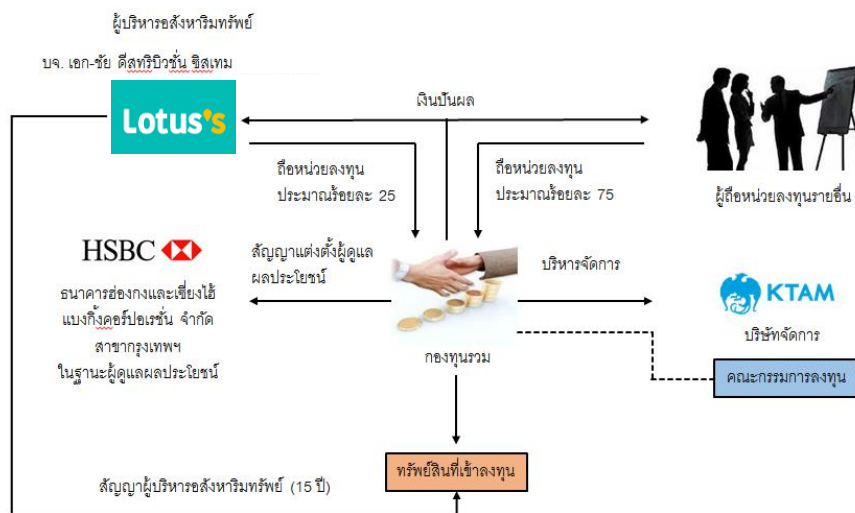 ผู้บริหารอสังหาริมทรัพย์
บจ. เอก-ชัย ดีสทริบิวชั่น ซิสเทม
Lotus's
เงินปันผล
ถือหน่วยลงทุน
ประมาณร้อยละ 25
ถือหน่วยลงทุน
ประมาณร้อยละ 75
ผู้ถือหน่วยลงทุนรายอื่น
HSBC
ธนาคารฮ่องกงและเซี่ยงไฮ้
แบงกิ้งคอร์ปอเรชั่น จำกัด
สาขากรุงเทพฯ
ในฐานะผู้ดูแลผลประโยชน์
สัญญาแต่งตั้งผู้ดูแล
ผลประโยชน์
กองทุนรวม
บริหารจัดการ
KTAM
บริษัทจัดการ
คณะกรรมการลงทุน
ทรัพย์สินที่เข้าลงทุน
สัญญาผู้บริหารอสังหาริมทรัพย์ (15 ปี)